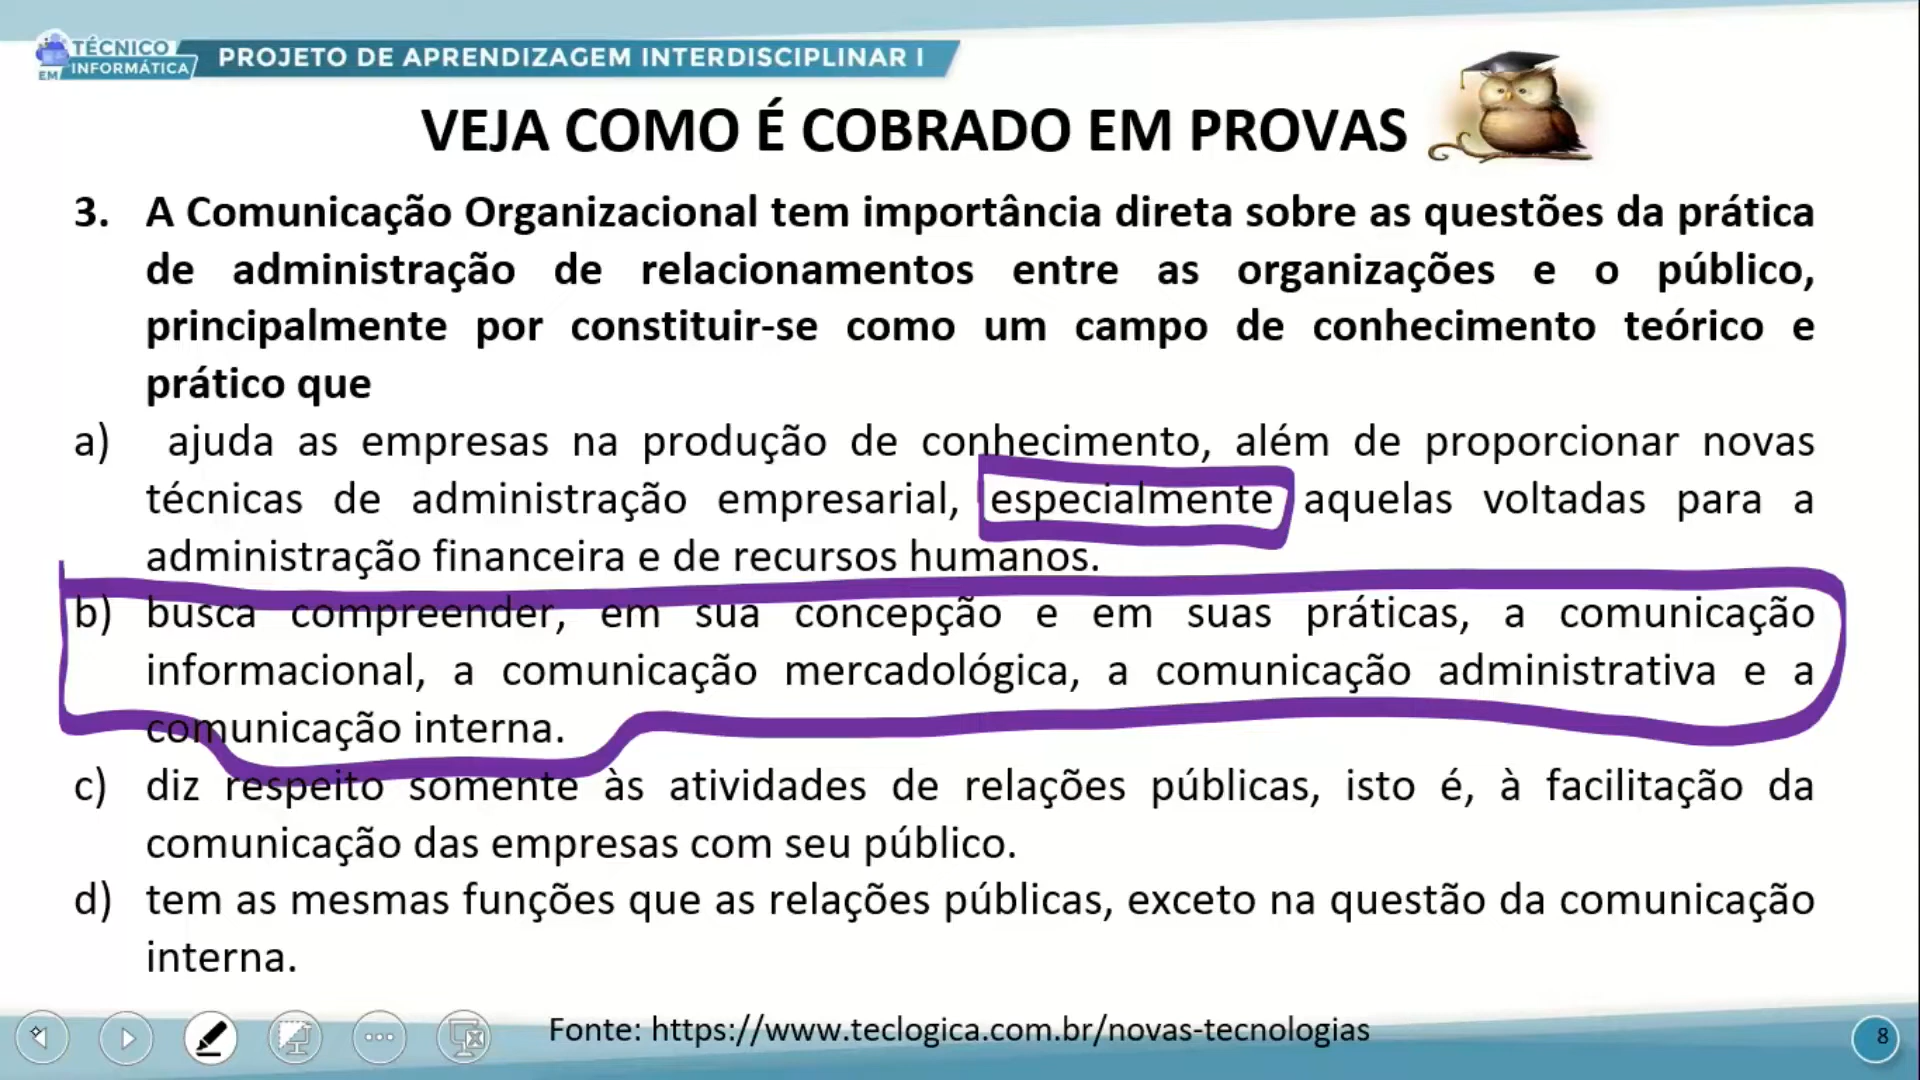 TÉCNICO
EM INFORMÁTICA
PROJETO DE APRENDIZAGEM INTERDISCIPLINAR I
VEJA COMO É COBRADO EM PROVAS
3. A Comunicação Organizacional tem importância direta sobre as questões da prática
de administração de relacionamentos entre as organizações e o público,
principalmente por constituir-se como um campo de conhecimento teórico e
prático que
a) ajuda as empresas na produção de conhecimento, além de proporcionar novas
técnicas de administração empresarial, especialmente aquelas voltadas para a
administração financeira e de recursos humanos.
b) busca compreender, em sua concepção e em suas práticas, a comunicação
informacional, a comunicação mercadológica, a comunicação administrativa e a
comunicação interna.
c) diz respeito somente às atividades de relações públicas, isto é, à facilitação da
comunicação das empresas com seu público.
d) tem as mesmas funções que as relações públicas, exceto na questão da comunicação
interna.
Fonte: https://www.teclogica.com.br/novas-tecnologias
8